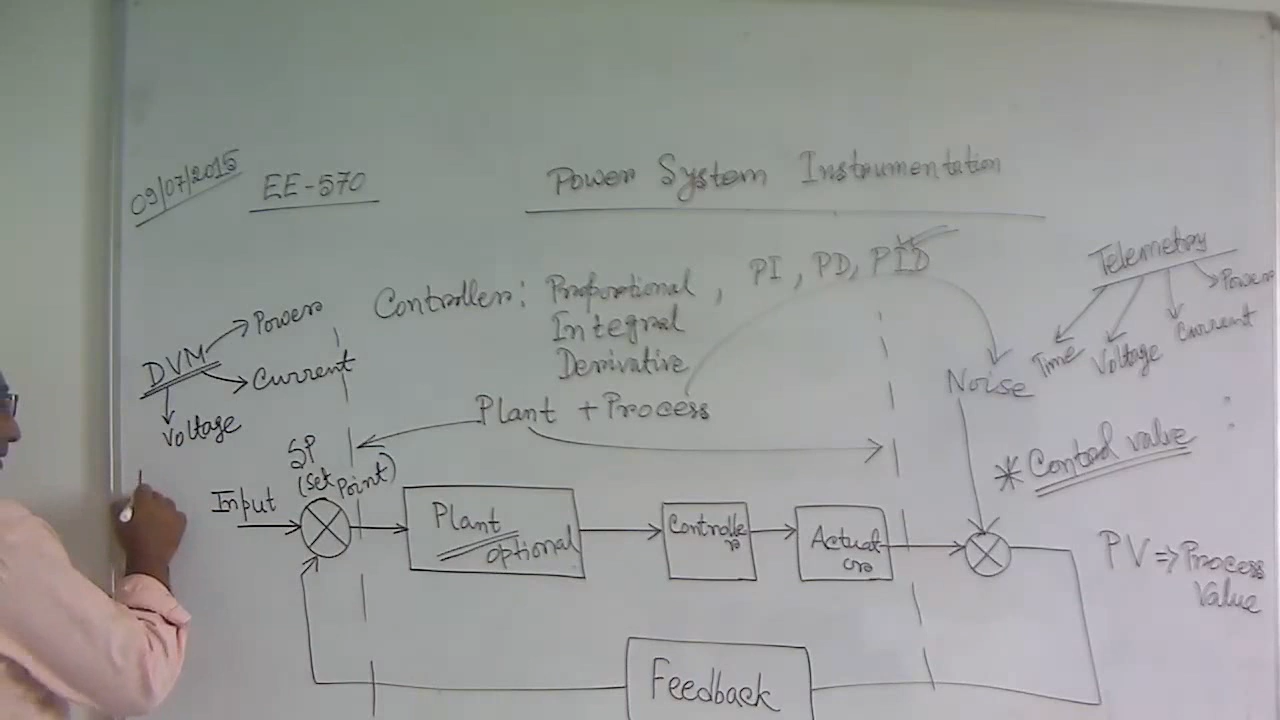 09/07/2015
EE-570
Power System Instrumentation
Controller: Proportional, PI, PD, PID
Integral
Derivative
Telemetry
Time
Voltage
Current
Power
DVM
Power
Current
Voltage
Plant + Process
Noise
* Control value
SP
(Set Point)
Input
Plant
optional
Controller
Actuator
PV => Process
Value
Feedback